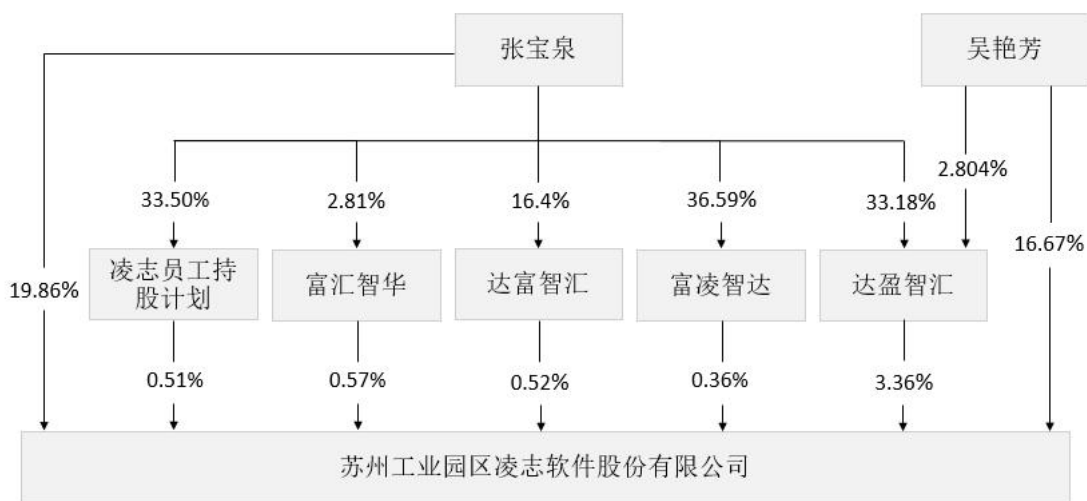 张宝泉
吴艳芳
2.804%
33.50%
2.81%
16.4%
36.59%
33.18%
16.67%
19.86%
凌志员工持
股计划
富汇智华
达富智汇
富凌智达
达盈智汇
0.51%
0.57%
0.52%
0.36%
3.36%
苏州工业园区凌志软件股份有限公司